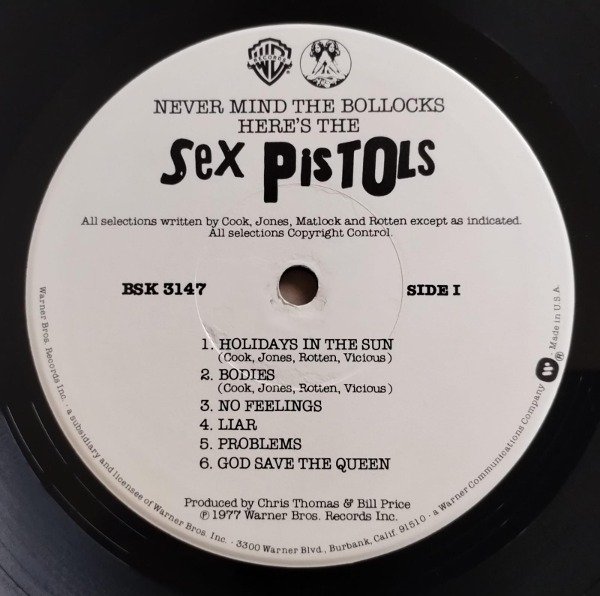 WB
RECORDS
NEVER MIND THE BOLLOCKS
HERE'S THE
SEX PISTOLS
All selections written by Cook, Jones, Matlock and Rotten except as indicated.
All selections Copyright Control.
BSK 3147
SIDE I
1. HOLIDAYS IN THE SUN
(Cook, Jones, Rotten, Vicious)
2. BODIES
(Cook, Jones, Rotten, Vicious)
3. NO FEELINGS
4. LIAR
5. PROBLEMS
6. GOD SAVE THE QUEEN
Produced by Chris Thomas & Bill Price
℗ 1977 Warner Bros. Records Inc.
Warner Bros. Records Inc. · a subsidiary and licensee of Warner Bros. Inc. · 3300 Warner Blvd., Burbank, Calif. 91510 · a Warner Communications Company ℗ · Made in U.S.A.